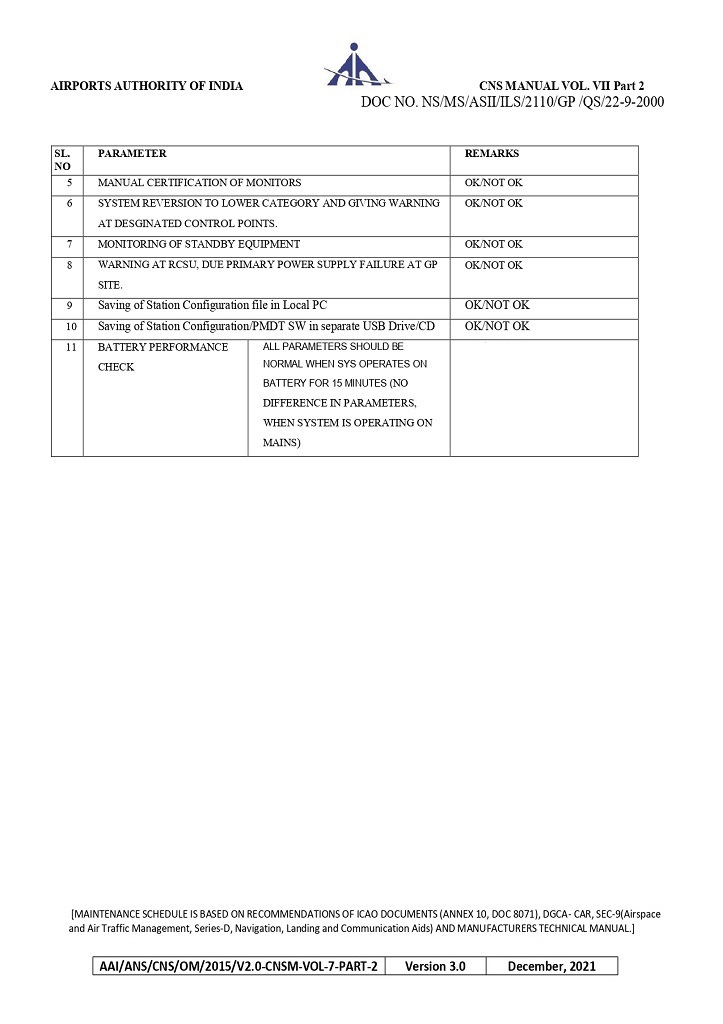 AIRPORTS AUTHORITY OF INDIA
CNS MANUAL VOL. VII Part 2
DOC NO. NS/MS/ASII/ILS/2110/GP /QS/22-9-2000
SL. NO PARAMETER REMARKS
5 MANUAL CERTIFICATION OF MONITORS OK/NOT OK
6 SYSTEM REVERSION TO LOWER CATEGORY AND GIVING WARNING OK/NOT OK
AT DESGINATED CONTROL POINTS.
7 MONITORING OF STANDBY EQUIPMENT OK/NOT OK
8 WARNING AT RCSU, DUE PRIMARY POWER SUPPLY FAILURE AT GP OK/NOT OK
SITE.
9 Saving of Station Configuration file in Local PC OK/NOT OK
10 Saving of Station Configuration/PMDT SW in separate USB Drive/CD OK/NOT OK
11 BATTERY PERFORMANCE
CHECK
ALL PARAMETERS SHOULD BE
NORMAL WHEN SYS OPERATES ON
BATTERY FOR 15 MINUTES (NO
DIFFERENCE IN PARAMETERS,
WHEN SYSTEM IS OPERATING ON
MAINS)
[MAINTENANCE SCHEDULE IS BASED ON RECOMMENDATIONS OF ICAO DOCUMENTS (ANNEX 10, DOC 8071), DGCA- CAR, SEC-9(Airspace
and Air Traffic Management, Series-D, Navigation, Landing and Communication Aids) AND MANUFACTURERS TECHNICAL MANUAL.]
AAI/ANS/CNS/OM/2015/V2.0-CNSM-VOL-7-PART-2 Version 3.0 December, 2021